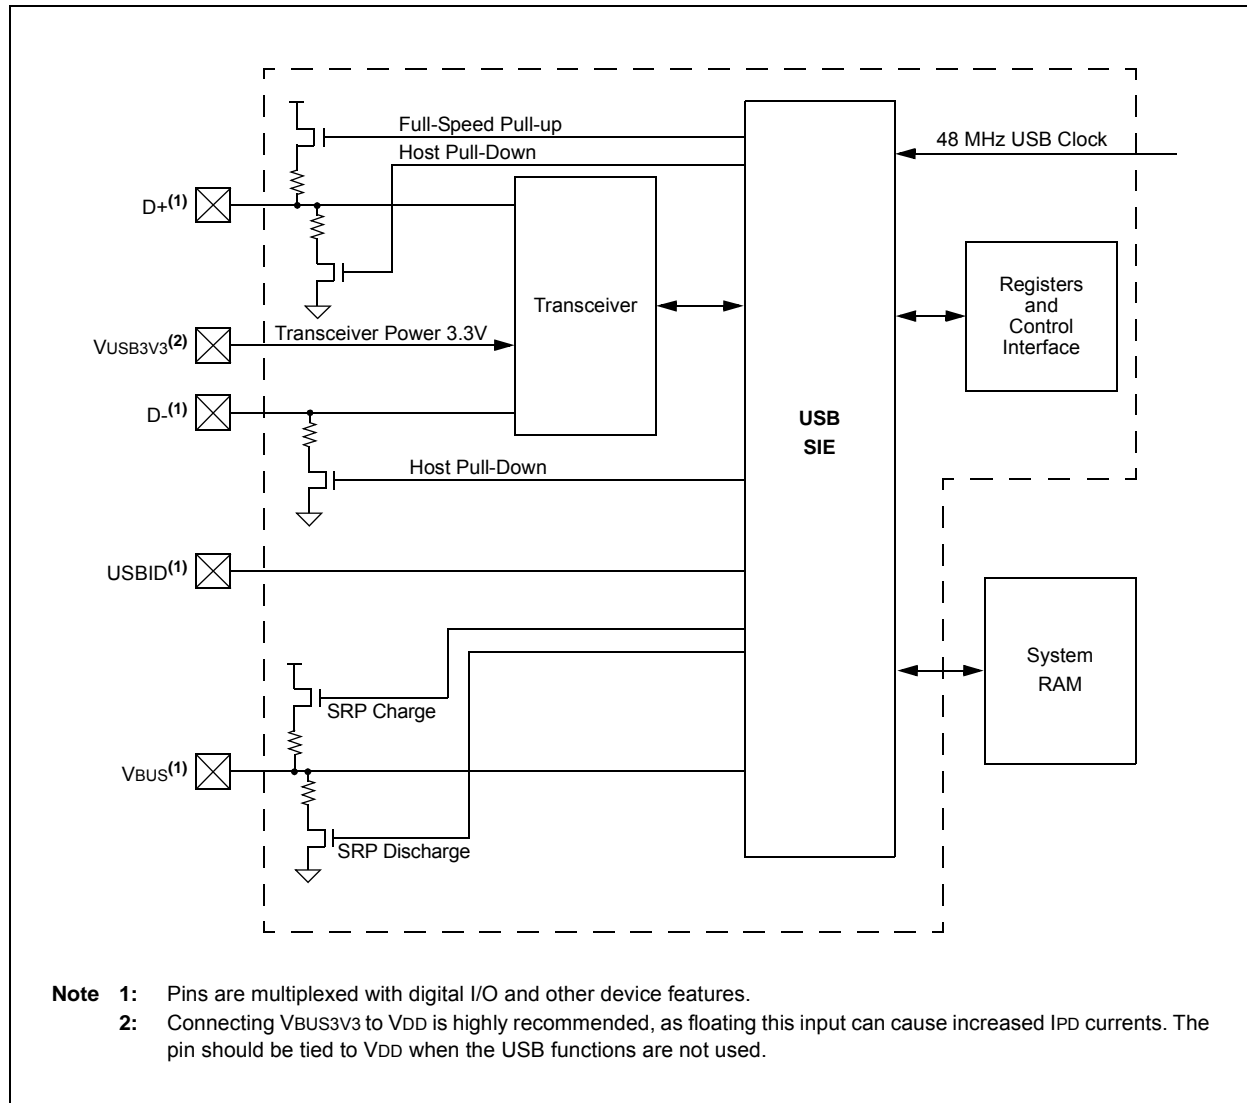 Full-Speed Pull-up
Host Pull-Down
48 MHz USB Clock
D+(1)
Transceiver
Registers
and
Control
Interface
Transceiver Power 3.3V
VUSB3V3(2)
D-(1)
USB
SIE
Host Pull-Down
USBID(1)
System
RAM
SRP Charge
VBUS(1)
SRP Discharge
Note 1: Pins are multiplexed with digital I/O and other device features.
2: Connecting VBUS3V3 to VDD is highly recommended, as floating this input can cause increased IPD currents. The
pin should be tied to VDD when the USB functions are not used.